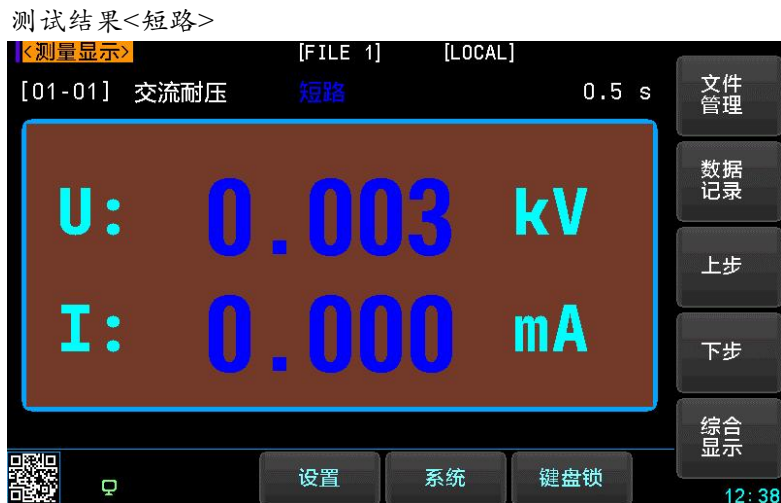 测试结果<短路>
<测量显示> [FILE 1] [LOCAL]
[01-01] 交流耐压 短路 0.5 s
U: 0.003 kV
I: 0.000 mA
文件
管理
数据
记录
上步
下步
综合
显示
设置 系统 键盘锁
12:38